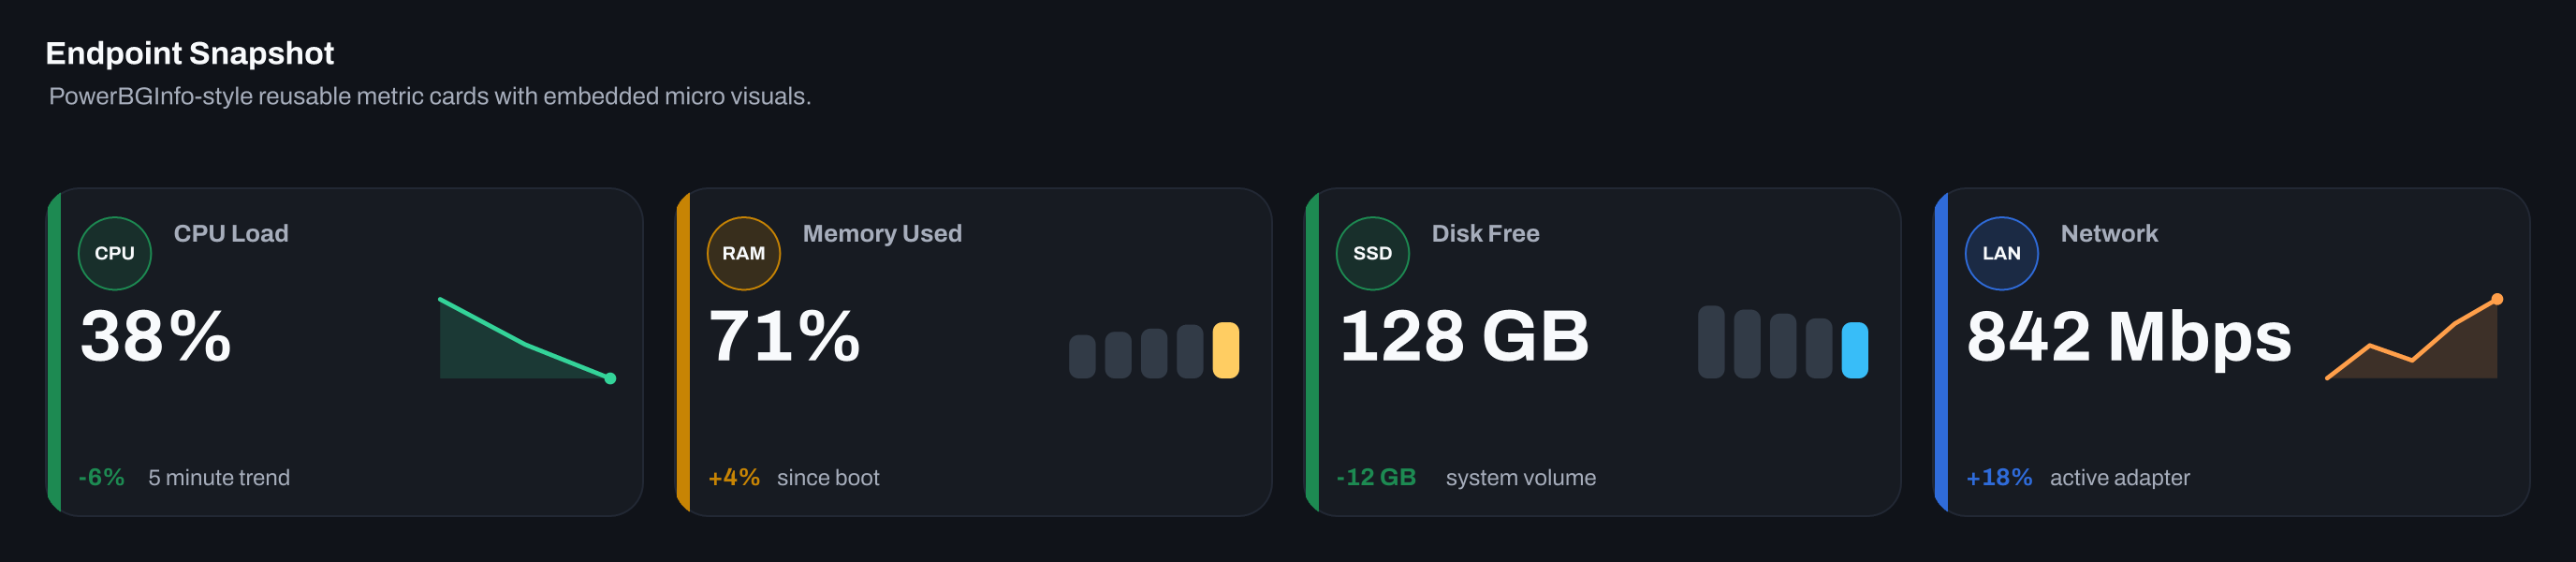 Endpoint Snapshot
PowerBGInfo-style reusable metric cards with embedded micro visuals.
CPU
CPU Load
38%
-6% 5 minute trend
RAM
Memory Used
71%
+4% since boot
SSD
Disk Free
128 GB
-12 GB system volume
LAN
Network
842 Mbps
+18% active adapter